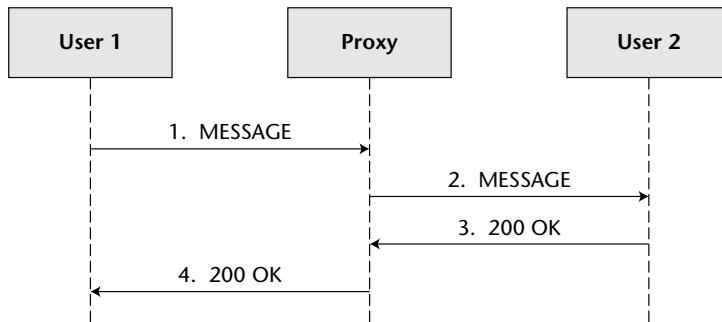 User 1
Proxy
User 2
1. MESSAGE
2. MESSAGE
3. 200 OK
4. 200 OK